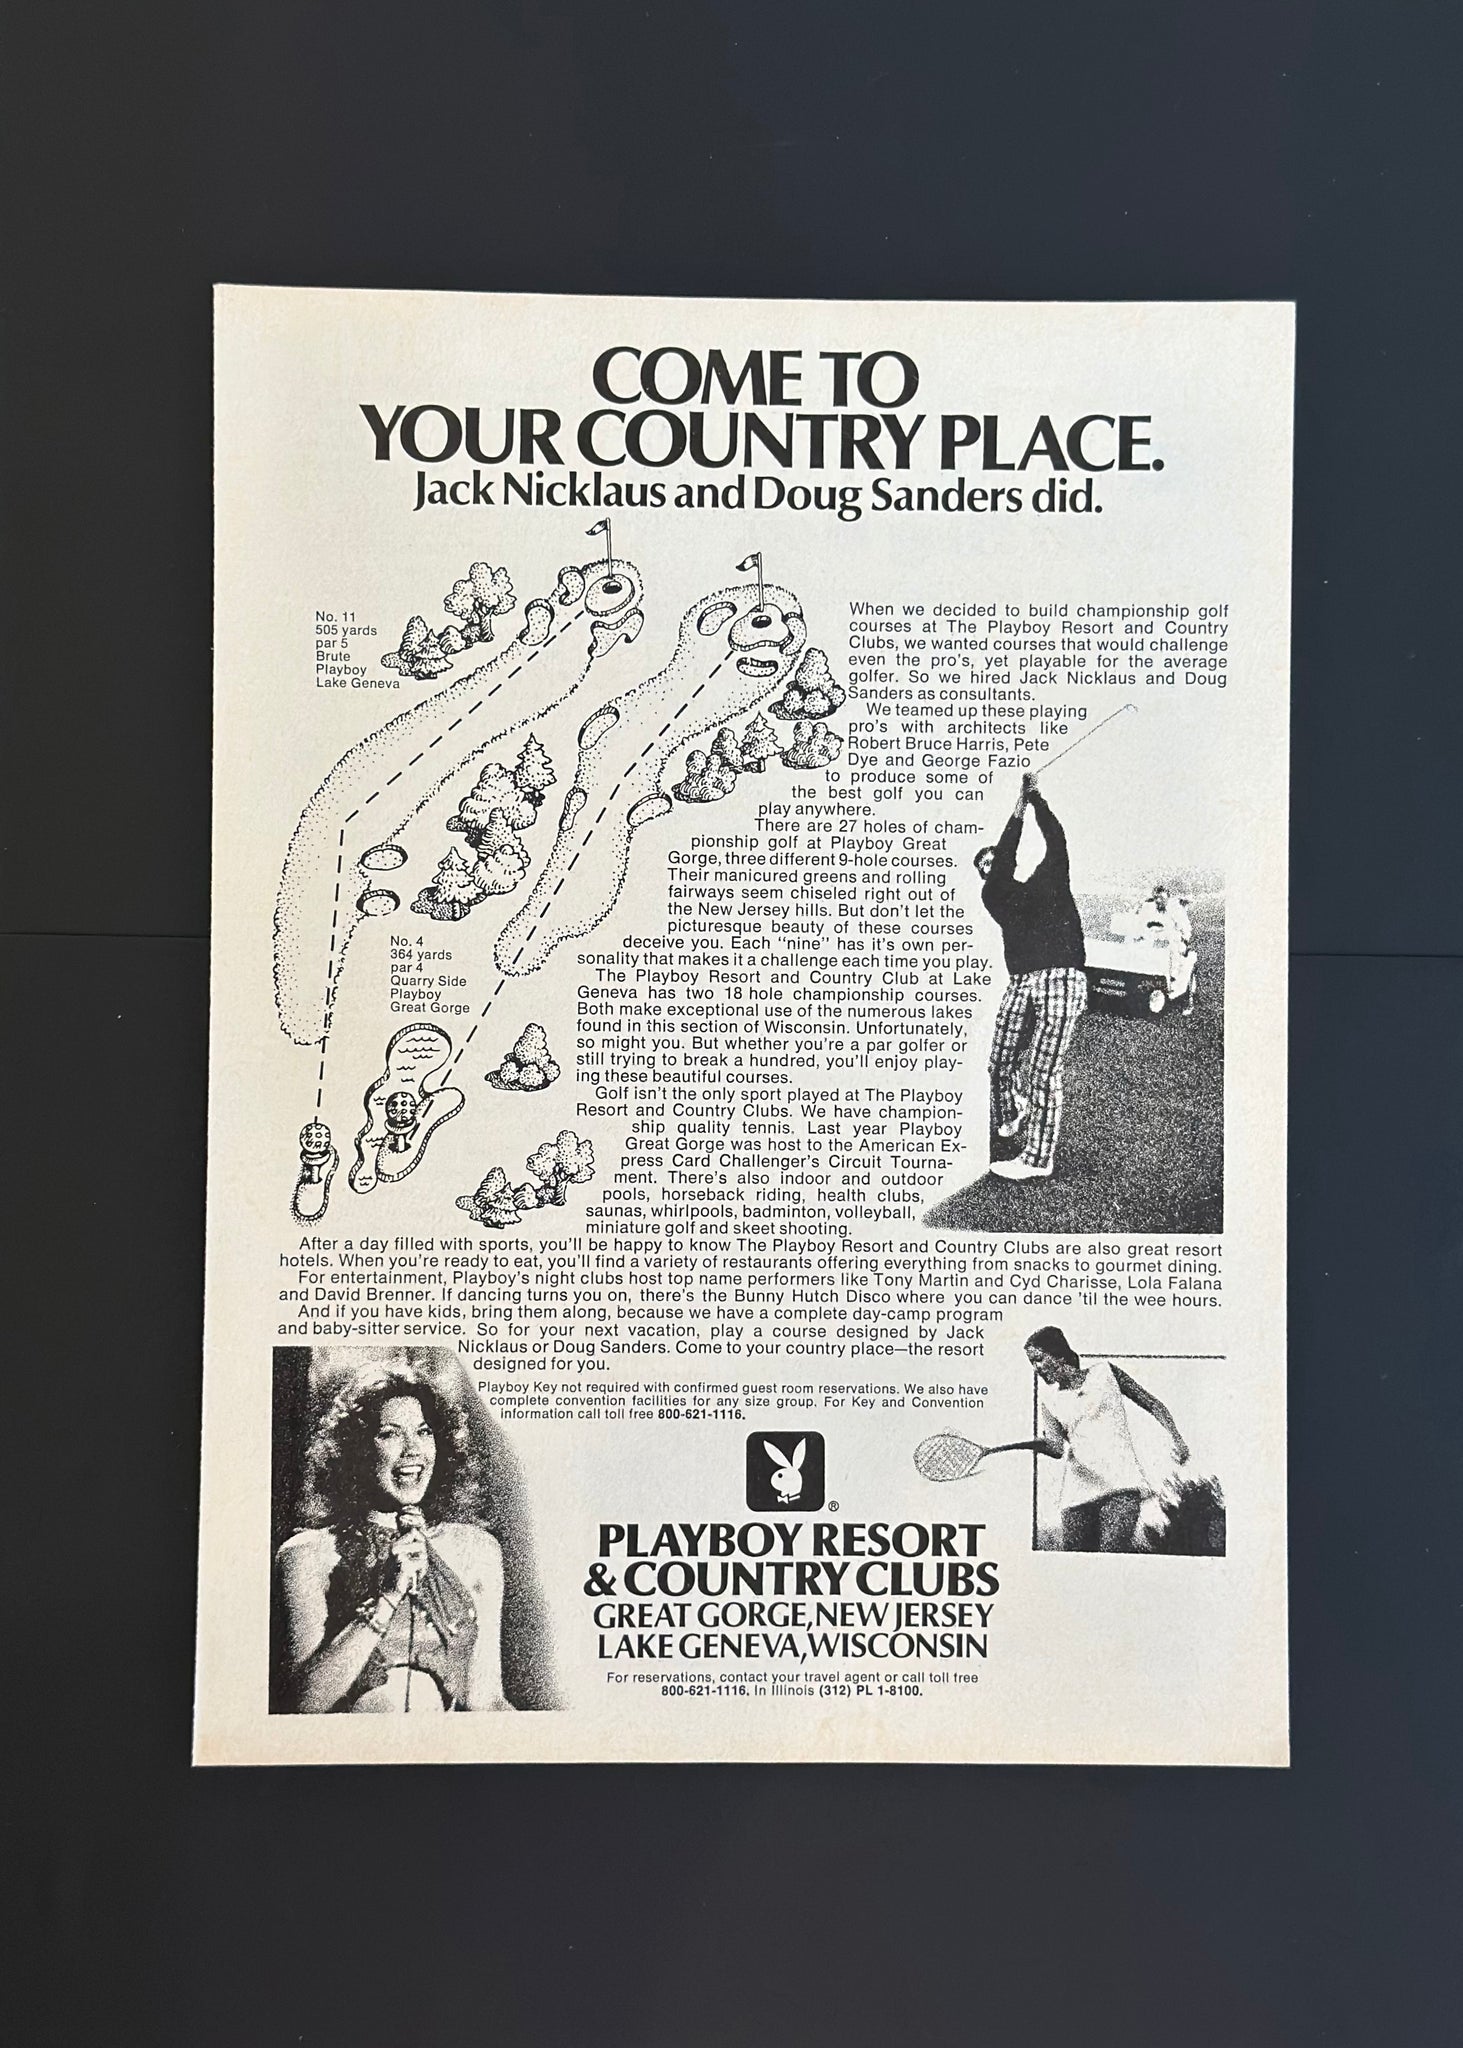 COME TO
YOUR COUNTRY PLACE.
Jack Nicklaus and Doug Sanders did.
No. 11
505 yards
par 5
Brute
Playboy
Lake Geneva
No. 4
364 yards
par 4
Quarry Side
Playboy
Great Gorge
When we decided to build championship golf
courses at The Playboy Resort and Country
Clubs, we wanted courses that would challenge
even the pro's, yet playable for the average
golfer. So we hired Jack Nicklaus and Doug
Sanders as consultants.
We teamed up these playing
pro's with architects like
Robert Bruce Harris, Pete
Dye and George Fazio
to produce some of
the best golf you can
play anywhere.
There are 27 holes of cham-
pionship golf at Playboy Great
Gorge, three different 9-hole courses.
Their manicured greens and rolling
fairways seem chiseled right out of
the New Jersey hills. But don't let the
picturesque beauty of these courses
deceive you. Each "nine" has it's own per-
sonality that makes it a challenge each time you play.
The Playboy Resort and Country Club at Lake
Geneva has two 18 hole championship courses.
Both make exceptional use of the numerous lakes
found in this section of Wisconsin. Unfortunately,
so might you. But whether you're a par golfer or
still trying to break a hundred, you'll enjoy play-
ing these beautiful courses.
Golf isn't the only sport played at The Playboy
Resort and Country Clubs. We have champion-
ship quality tennis. Last year Playboy
Great Gorge was host to the American Ex-
press Card Challenger's Circuit Tourna-
ment. There's also indoor and outdoor
pools, horseback riding, health clubs,
saunas, whirlpools, badminton, volleyball,
miniature golf and skeet shooting.
After a day filled with sports, you'll be happy to know The Playboy Resort and Country Clubs are also great resort
hotels. When you're ready to eat, you'll find a variety of restaurants offering everything from snacks to gourmet dining.
For entertainment, Playboy's night clubs host top name performers like Tony Martin and Cyd Charisse, Lola Falana
and David Brenner. If dancing turns you on, there's the Bunny Hutch Disco where you can dance 'til the wee hours.
And if you have kids, bring them along, because we have a complete day-camp program
and baby-sitter service. So for your next vacation, play a course designed by Jack
Nicklaus or Doug Sanders. Come to your country place—the resort
designed for you.
Playboy Key not required with confirmed guest room reservations. We also have
complete convention facilities for any size group. For Key and Convention
information call toll free 800-621-1116.
®
PLAYBOY RESORT
& COUNTRY CLUBS
GREAT GORGE, NEW JERSEY
LAKE GENEVA, WISCONSIN
For reservations, contact your travel agent or call toll free
800-621-1116. In Illinois (312) PL 1-8100.